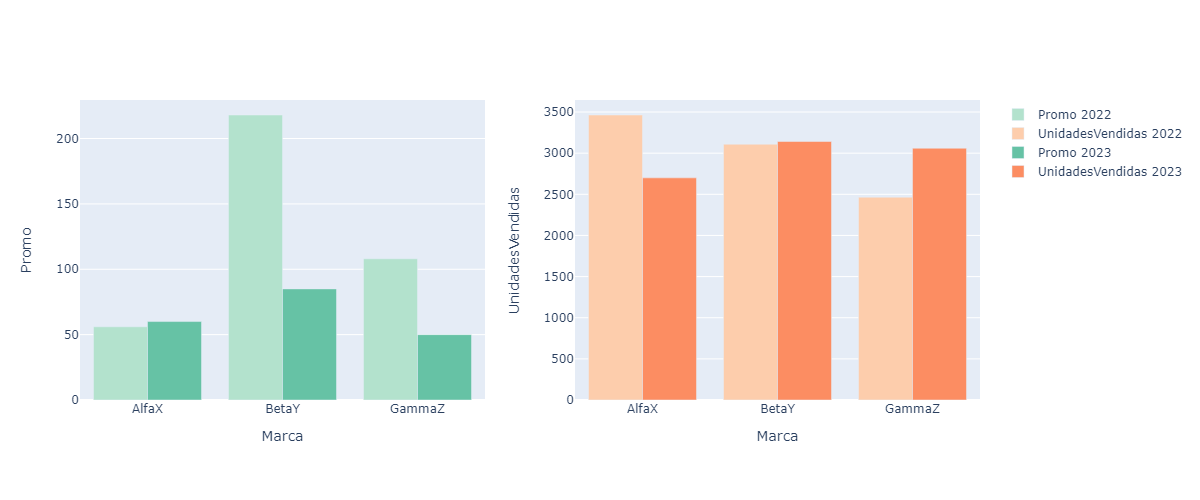 Promo
200
150
100
50
0
AlfaX BetaY GammaZ
Marca
UnidadesVendidas
3500
3000
2500
2000
1500
1000
500
0
AlfaX BetaY GammaZ
Marca
Promo 2022
UnidadesVendidas 2022
Promo 2023
UnidadesVendidas 2023